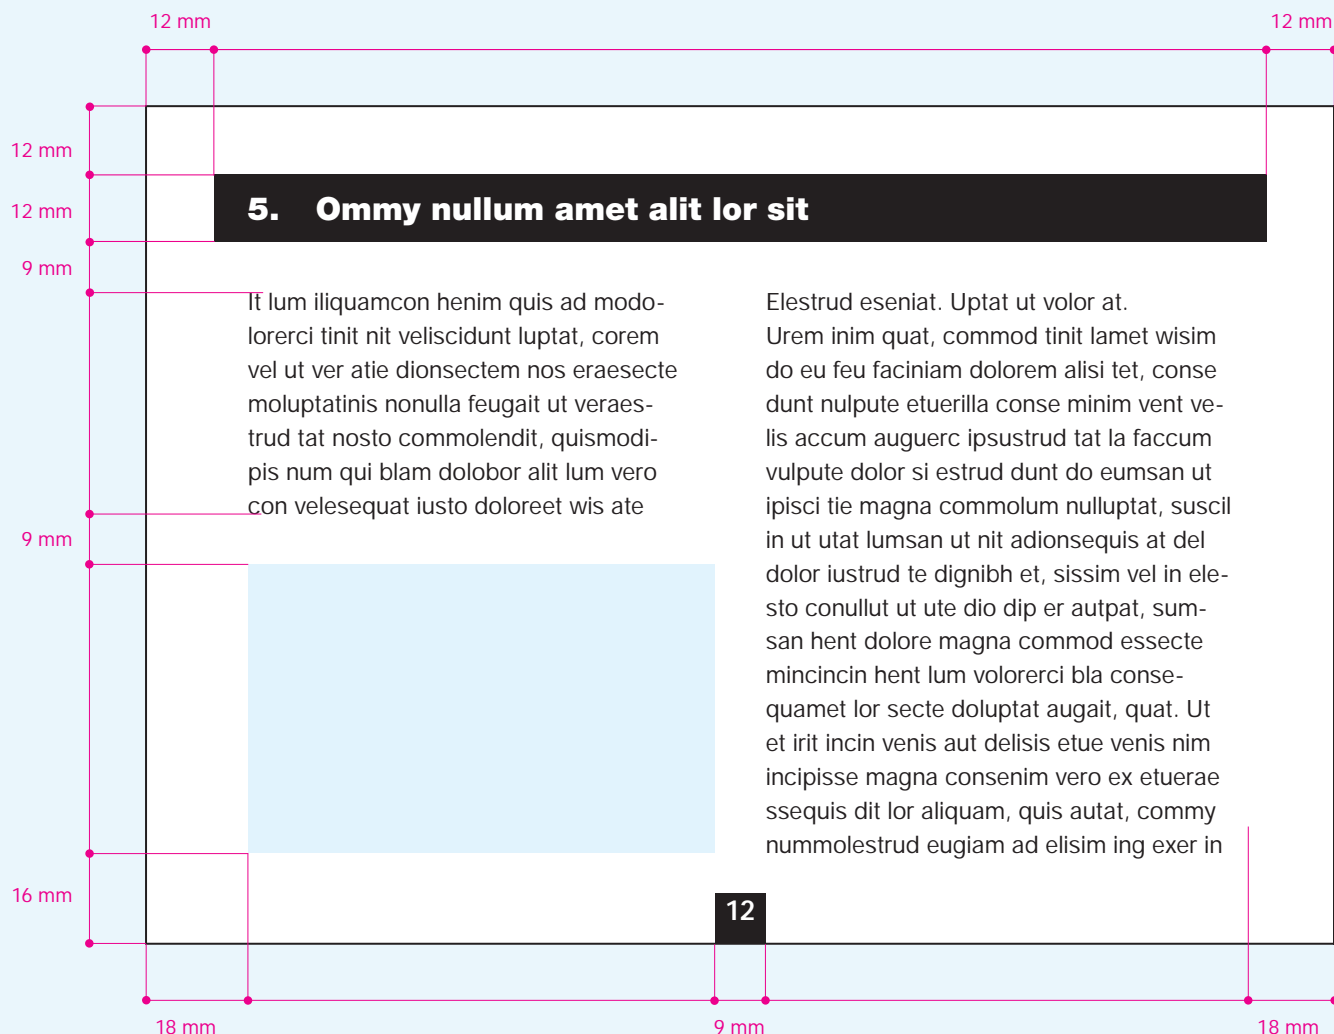 12 mm
12 mm
12 mm
12 mm
9 mm
9 mm
16 mm
5. Ommy nullum amet alit lor sit
It lum iliquamcon henim quis ad modo-
lorerci tinit nit veliscidunt luptat, corem
vel ut ver atie dionsectem nos eraesecte
moluptatinis nonulla feugait ut veraes-
trud tat nosto commolendit, quismodi-
pis num qui blam dolobor alit lum vero
con velesequat iusto doloreet wis ate
Elestrud eseniat. Uptat ut volor at.
Urem inim quat, commod tinit lamet wisim
do eu feu faciniam dolorem alisi tet, conse
dunt nulpute etuerilla conse minim vent ve-
lis accum auguerc ipsustrud tat la faccum
vulpute dolor si estrud dunt do eumsan ut
ipisci tie magna commolum nulluptat, suscil
in ut utat lumsan ut nit adionsequis at del
dolor iustrud te dignibh et, sissim vel in ele-
sto conullut ut ute dio dip er autpat, sum-
san hent dolore magna commod essecte
mincincin hent lum volorerci bla conse-
quamet lor secte doluptat augait, quat. Ut
et irit incin venis aut delisis etue venis nim
incipisse magna consenim vero ex etuerae
ssequis dit lor aliquam, quis autat, commy
nummolestrud eugiam ad elisim ing exer in
12
18 mm
9 mm
18 mm